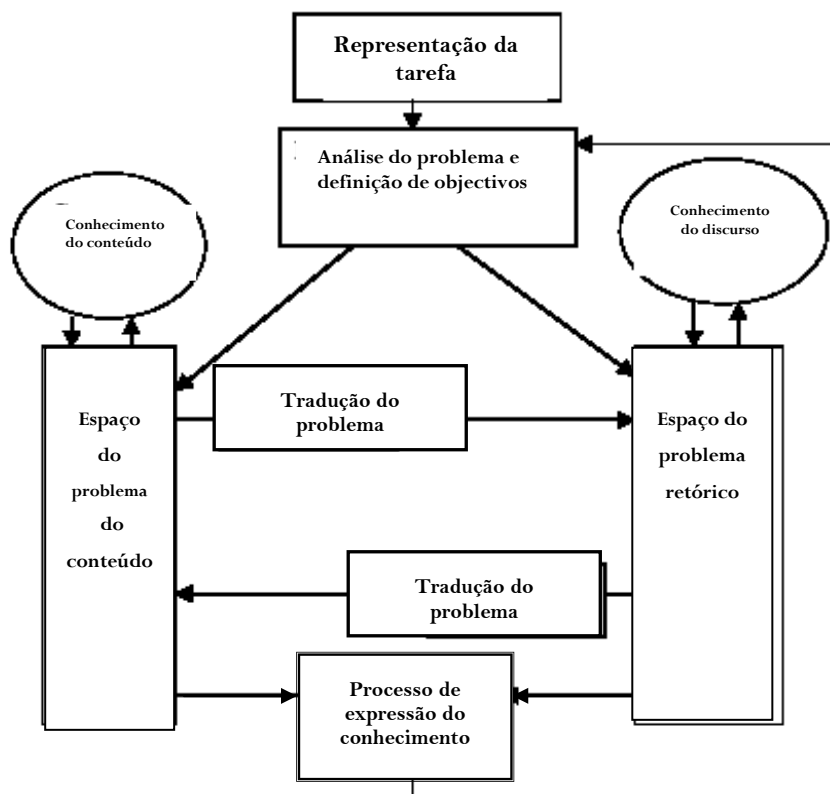 Representação da
tarefa
Análise do problema e
definição de objectivos
Conhecimento
do conteúdo
Conhecimento
do discurso
Espaço
do
problema
do
conteúdo
Tradução do
problema
Espaço do
problema
retórico
Tradução do
problema
Processo de
expressão do
conhecimento